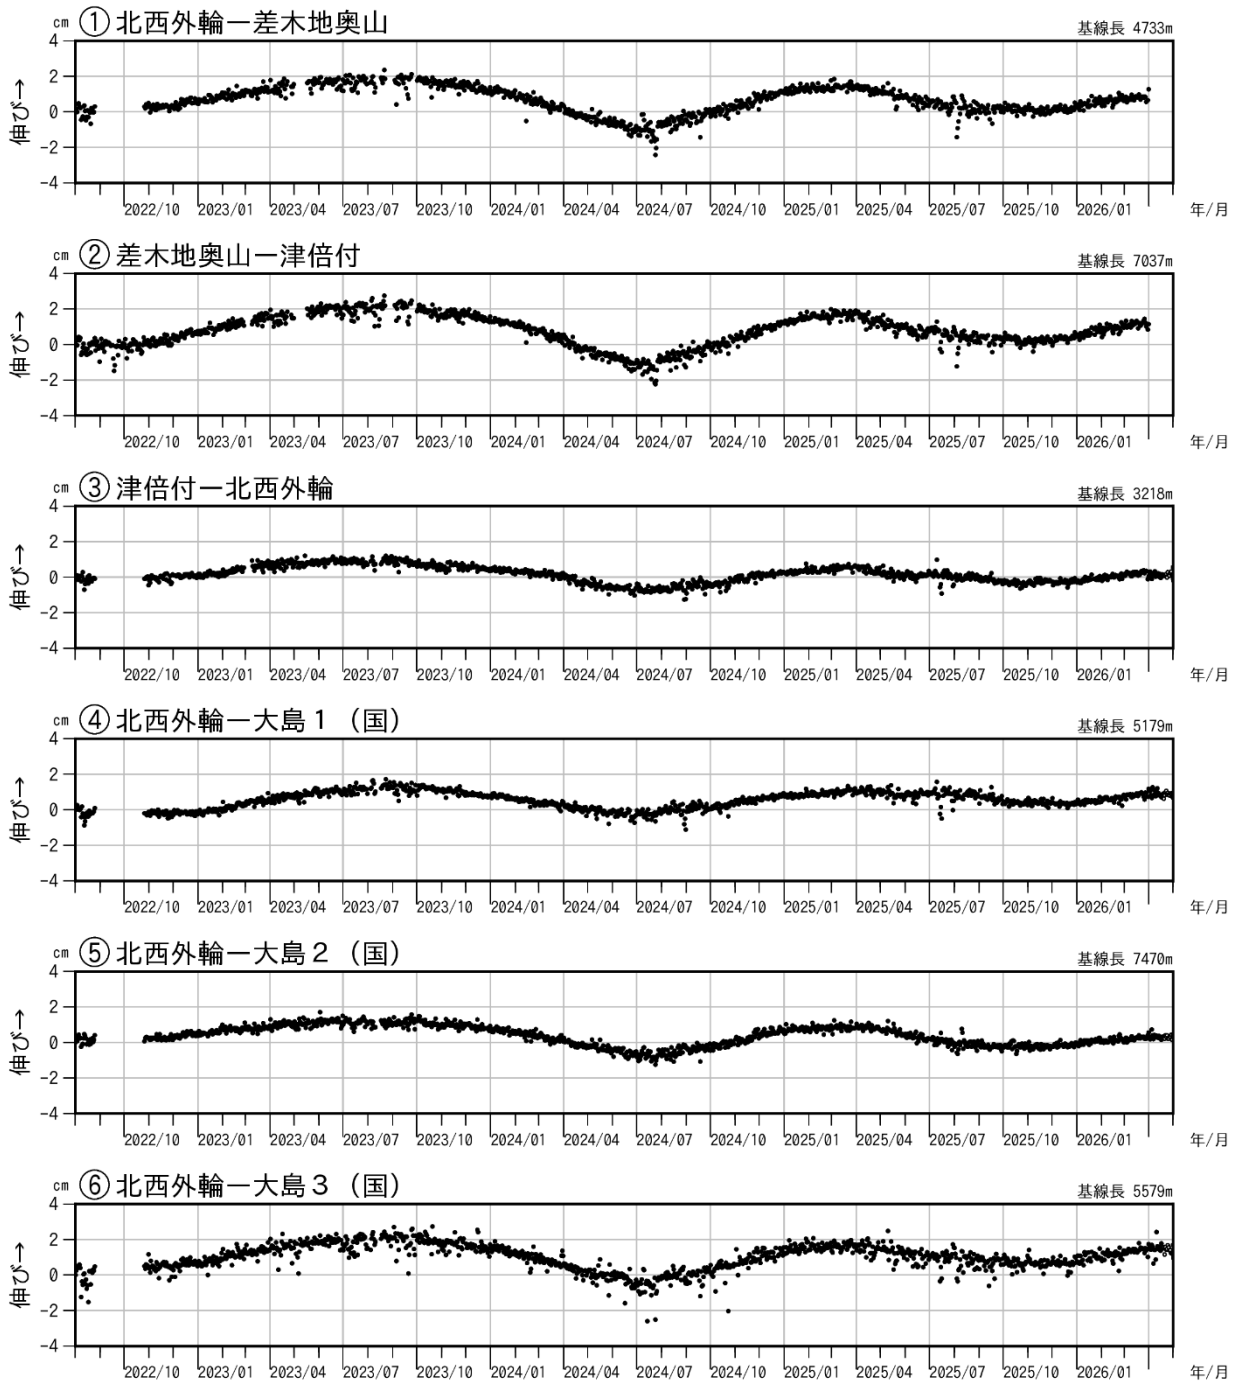 cm ① 北西外輪ー差木地奥山 基線長 4733m
4
2
0
-2
-4
伸び→
2022/10 2023/01 2023/04 2023/07 2023/10 2024/01 2024/04 2024/07 2024/10 2025/01 2025/04 2025/07 2025/10 2026/01 年/月
cm ② 差木地奥山ー津倍付 基線長 7037m
4
2
0
-2
-4
伸び→
2022/10 2023/01 2023/04 2023/07 2023/10 2024/01 2024/04 2024/07 2024/10 2025/01 2025/04 2025/07 2025/10 2026/01 年/月
cm ③ 津倍付ー北西外輪 基線長 3218m
4
2
0
-2
-4
伸び→
2022/10 2023/01 2023/04 2023/07 2023/10 2024/01 2024/04 2024/07 2024/10 2025/01 2025/04 2025/07 2025/10 2026/01 年/月
cm ④ 北西外輪ー大島１（国） 基線長 5179m
4
2
0
-2
-4
伸び→
2022/10 2023/01 2023/04 2023/07 2023/10 2024/01 2024/04 2024/07 2024/10 2025/01 2025/04 2025/07 2025/10 2026/01 年/月
cm ⑤ 北西外輪ー大島２（国） 基線長 7470m
4
2
0
-2
-4
伸び→
2022/10 2023/01 2023/04 2023/07 2023/10 2024/01 2024/04 2024/07 2024/10 2025/01 2025/04 2025/07 2025/10 2026/01 年/月
cm ⑥ 北西外輪ー大島３（国） 基線長 5579m
4
2
0
-2
-4
伸び→
2022/10 2023/01 2023/04 2023/07 2023/10 2024/01 2024/04 2024/07 2024/10 2025/01 2025/04 2025/07 2025/10 2026/01 年/月